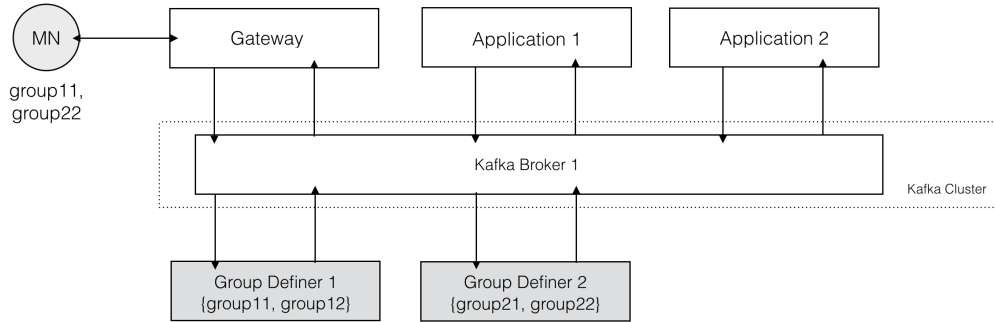 MN
Gateway
Application 1
Application 2
group11,
group22
Kafka Broker 1
Kafka Cluster
Group Definer 1
{group11, group12}
Group Definer 2
{group21, group22}